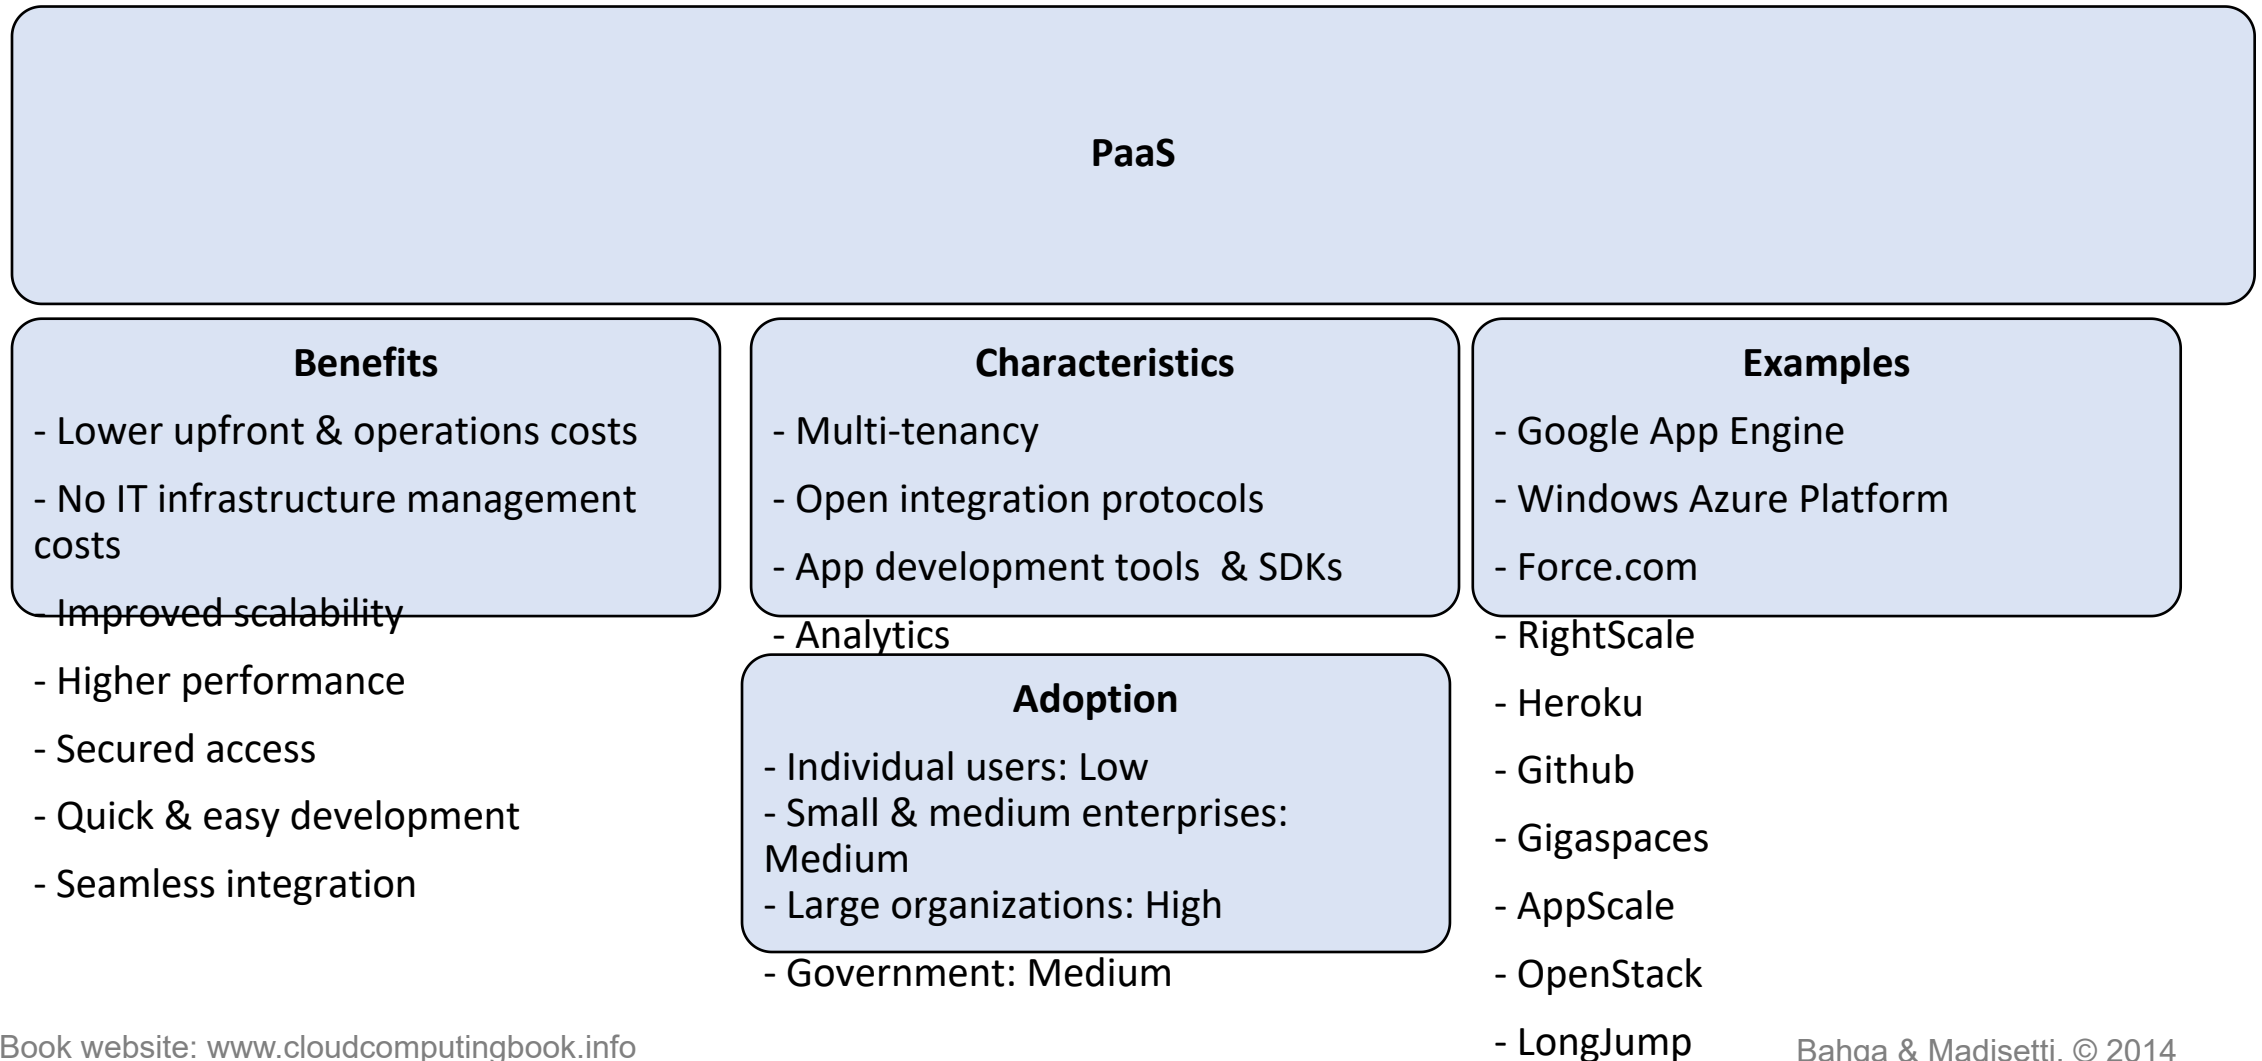 PaaS
Benefits
- Lower upfront & operations costs
- No IT infrastructure management
costs
- Improved scalability
- Higher performance
- Secured access
- Quick & easy development
- Seamless integration
Characteristics
- Multi-tenancy
- Open integration protocols
- App development tools  & SDKs
- Analytics
Adoption
- Individual users: Low
- Small & medium enterprises:
Medium
- Large organizations: High
- Government: Medium
Examples
- Google App Engine
- Windows Azure Platform
- Force.com
- RightScale
- Heroku
- Github
- Gigaspaces
- AppScale
- OpenStack
- LongJump
Book website: www.cloudcomputingbook.info
Bahga & Madisetti, © 2014